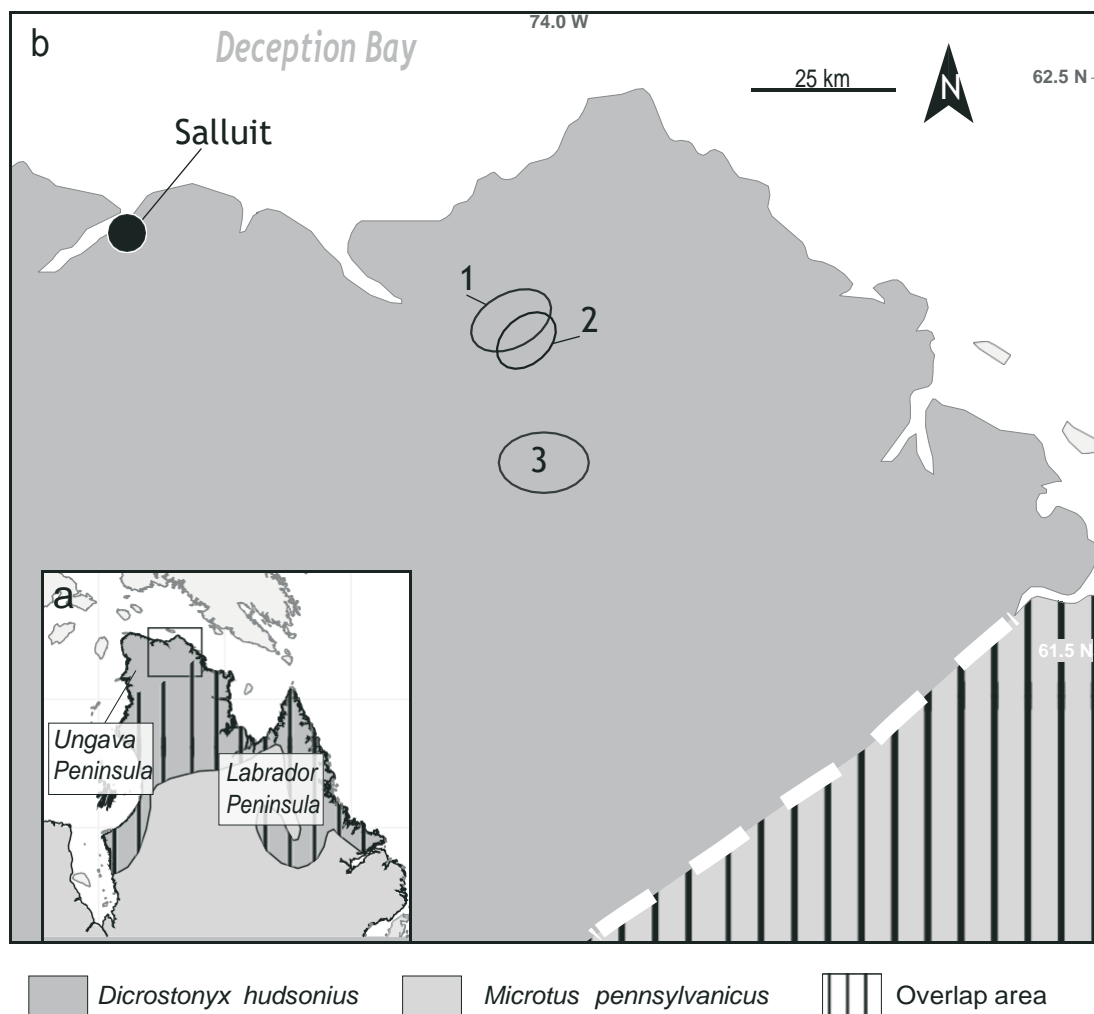 74.0 W
b
Deception Bay
25 km
N
62.5 N
Salluit
1
2
3
a
61.5 N
Ungava
Peninsula
Labrador
Peninsula
Dicrostonyx hudsonius
Microtus pennsylvanicus
Overlap area